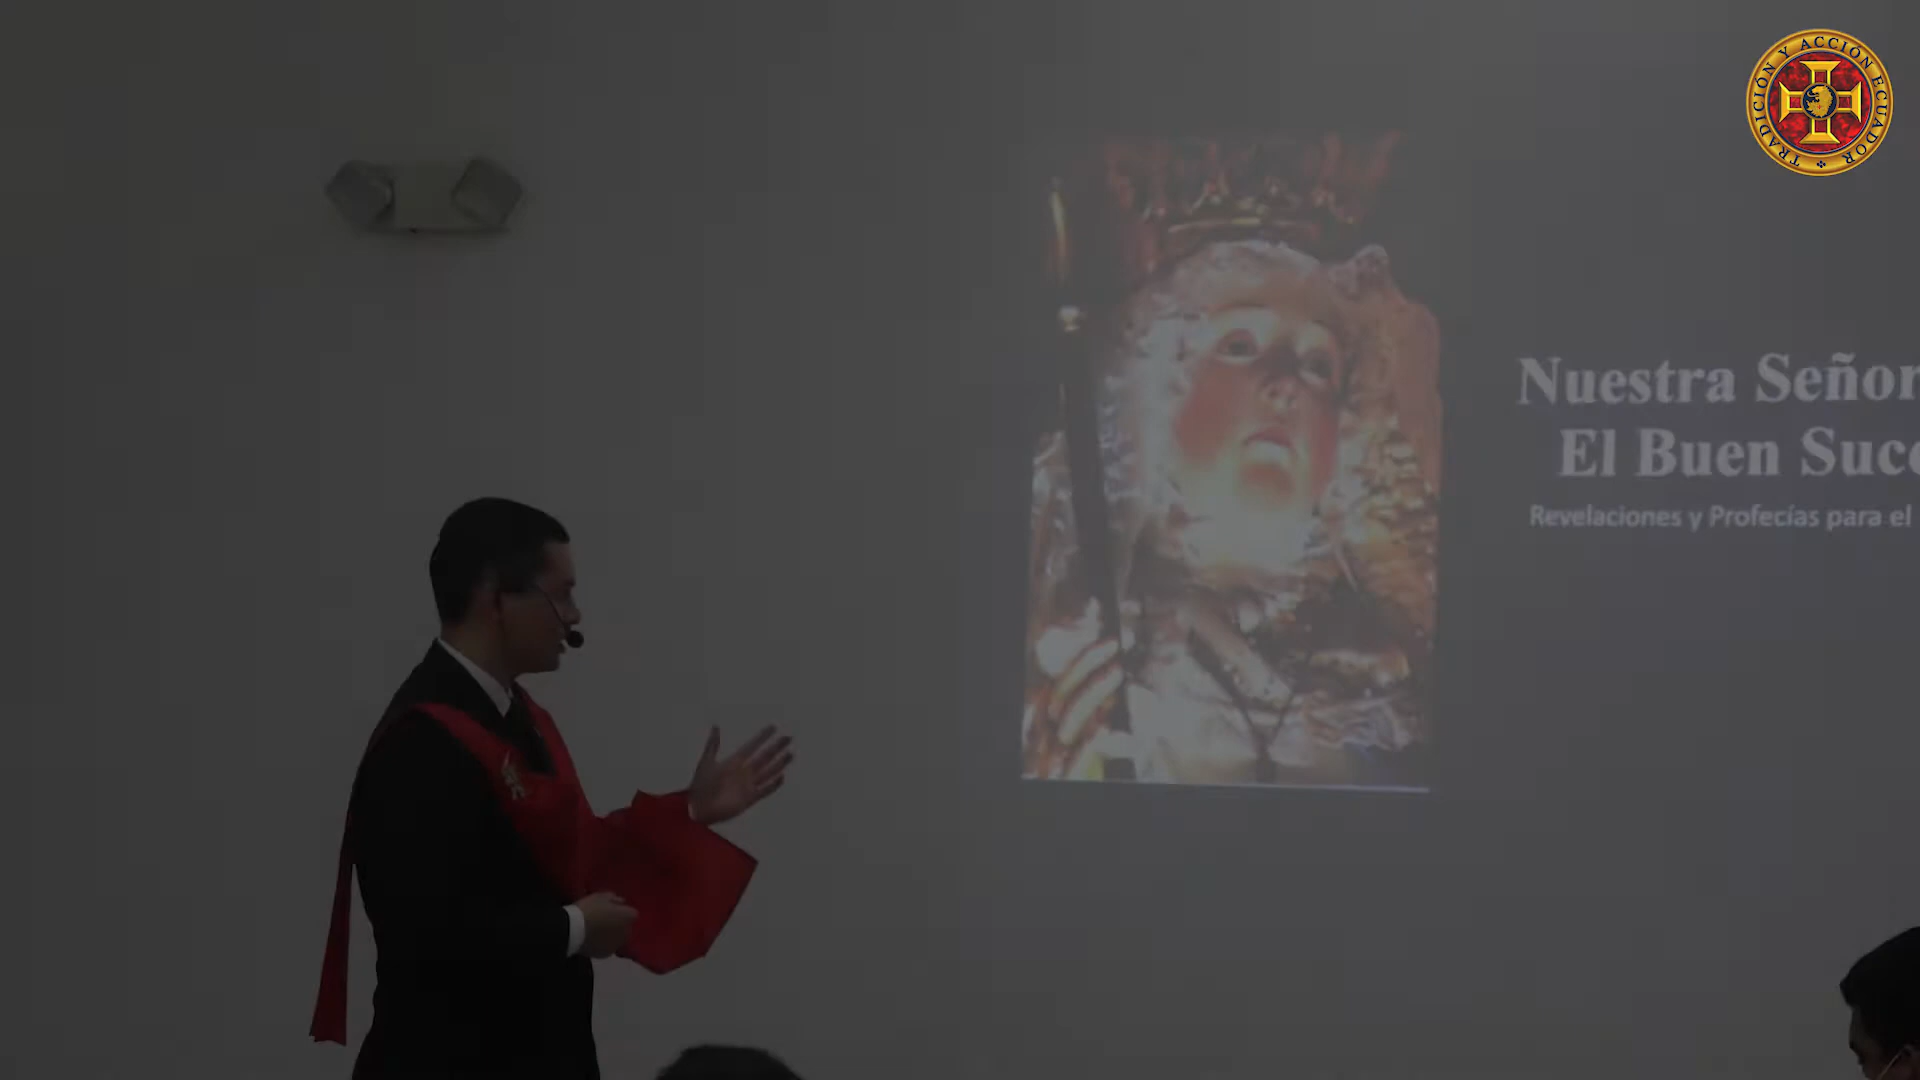 TRADICIÓN Y ACCIÓN ECUADOR
Nuestra Señor
El Buen Suce
Revelaciones y Profecías para el